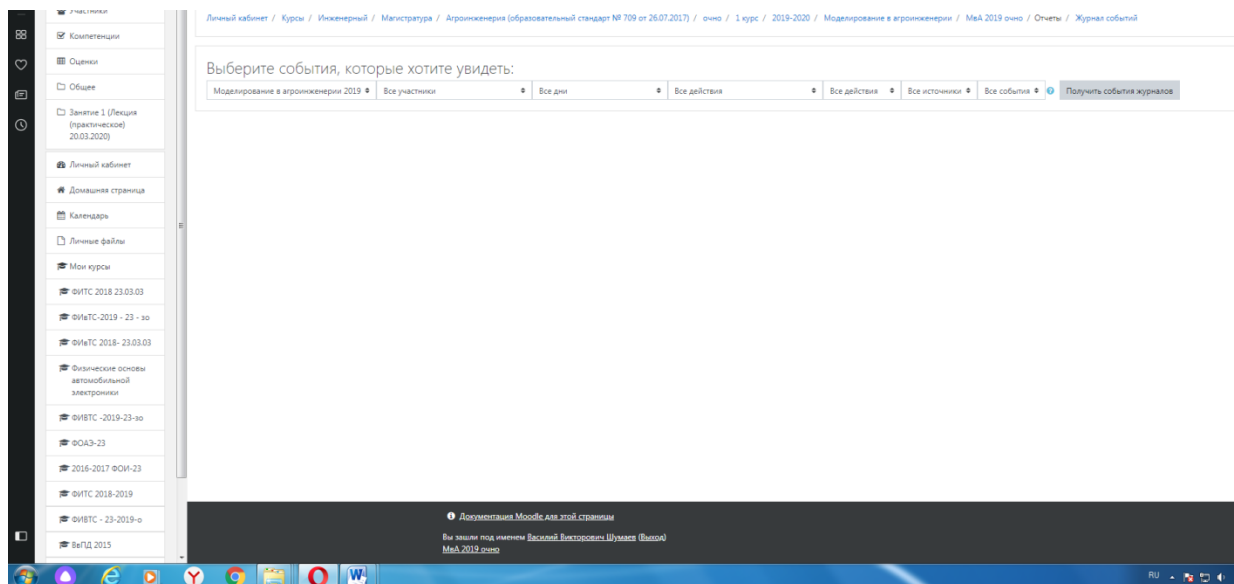 Участники
Компетенции
Оценки
Общее
Занятие 1 (Лекция
(практическое)
20.03.2020)
Личный кабинет
Домашняя страница
Календарь
Личные файлы
Мои курсы
ФИТС 2018 23.03.03
ФИвТС-2019 - 23 - зо
ФИвТС 2018- 23.03.03
Физические основы
автомобильной
электроники
ФИВТС -2019-23-зо
ФОАЭ-23
2016-2017 ФОИ-23
ФИТС 2018-2019
ФИВТС - 23-2019-о
ВвПД 2015
Личный кабинет / Курсы / Инженерный / Магистратура / Агроинженерия (образовательный стандарт № 709 от 26.07.2017) / очно / 1 курс / 2019-2020 / Моделирование в агроинженерии / МвА 2019 очно / Отчеты / Журнал событий
Выберите события, которые хотите увидеть:
Моделирование в агроинженерии 2019 Все участники Все дни Все действия Все действия Все источники Все события Получить события журналов
Документация Moodle для этой страницы
Вы зашли под именем Василий Викторович Шумаев (Выход)
МвА 2019 очно
RU